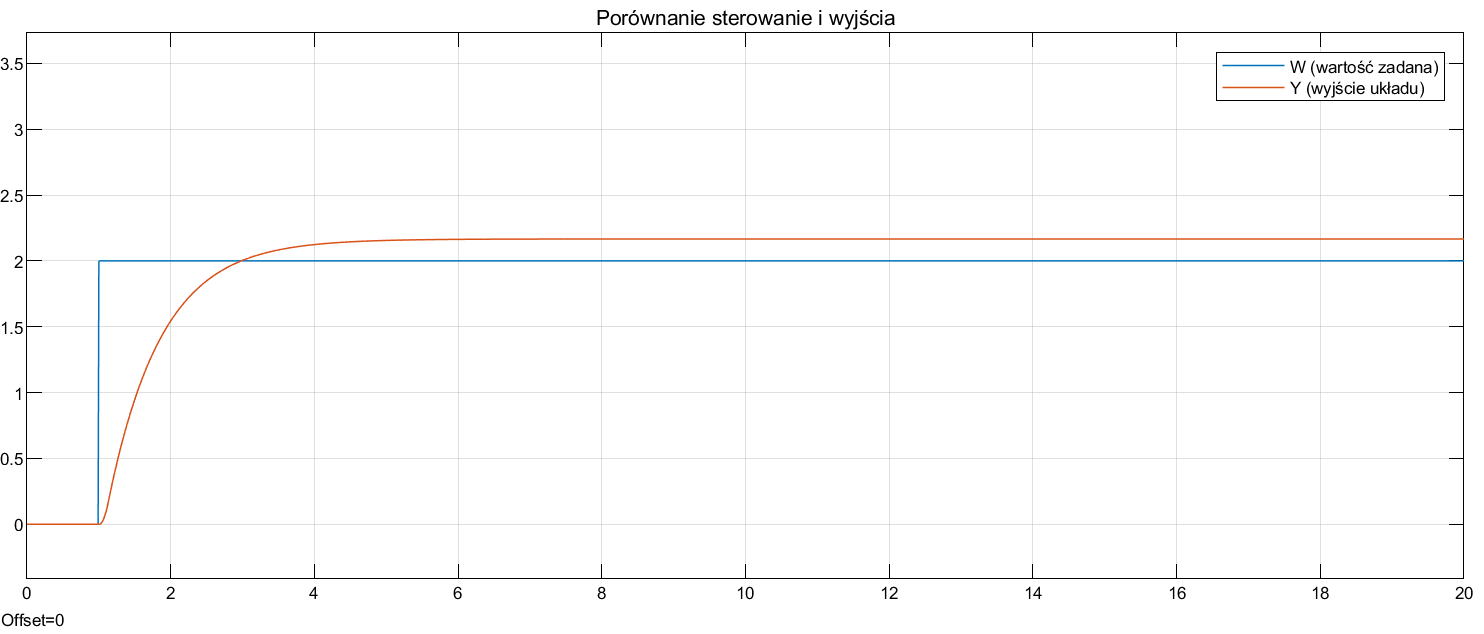 Porównanie sterowanie i wyjścia
W (wartość zadana)
Y (wyjście układu)
3.5
3
2.5
2
1.5
1
0.5
0
0 2 4 6 8 10 12 14 16 18 20
Offset=0